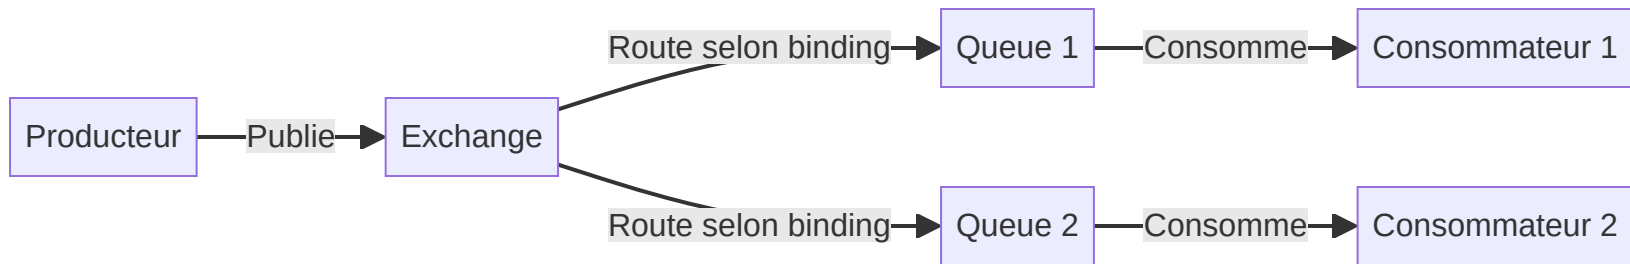 Route selon binding
Queue 1
Consomme
Consommateur 1
Producteur
Publie
Exchange
Route selon binding
Queue 2
Consomme
Consommateur 2